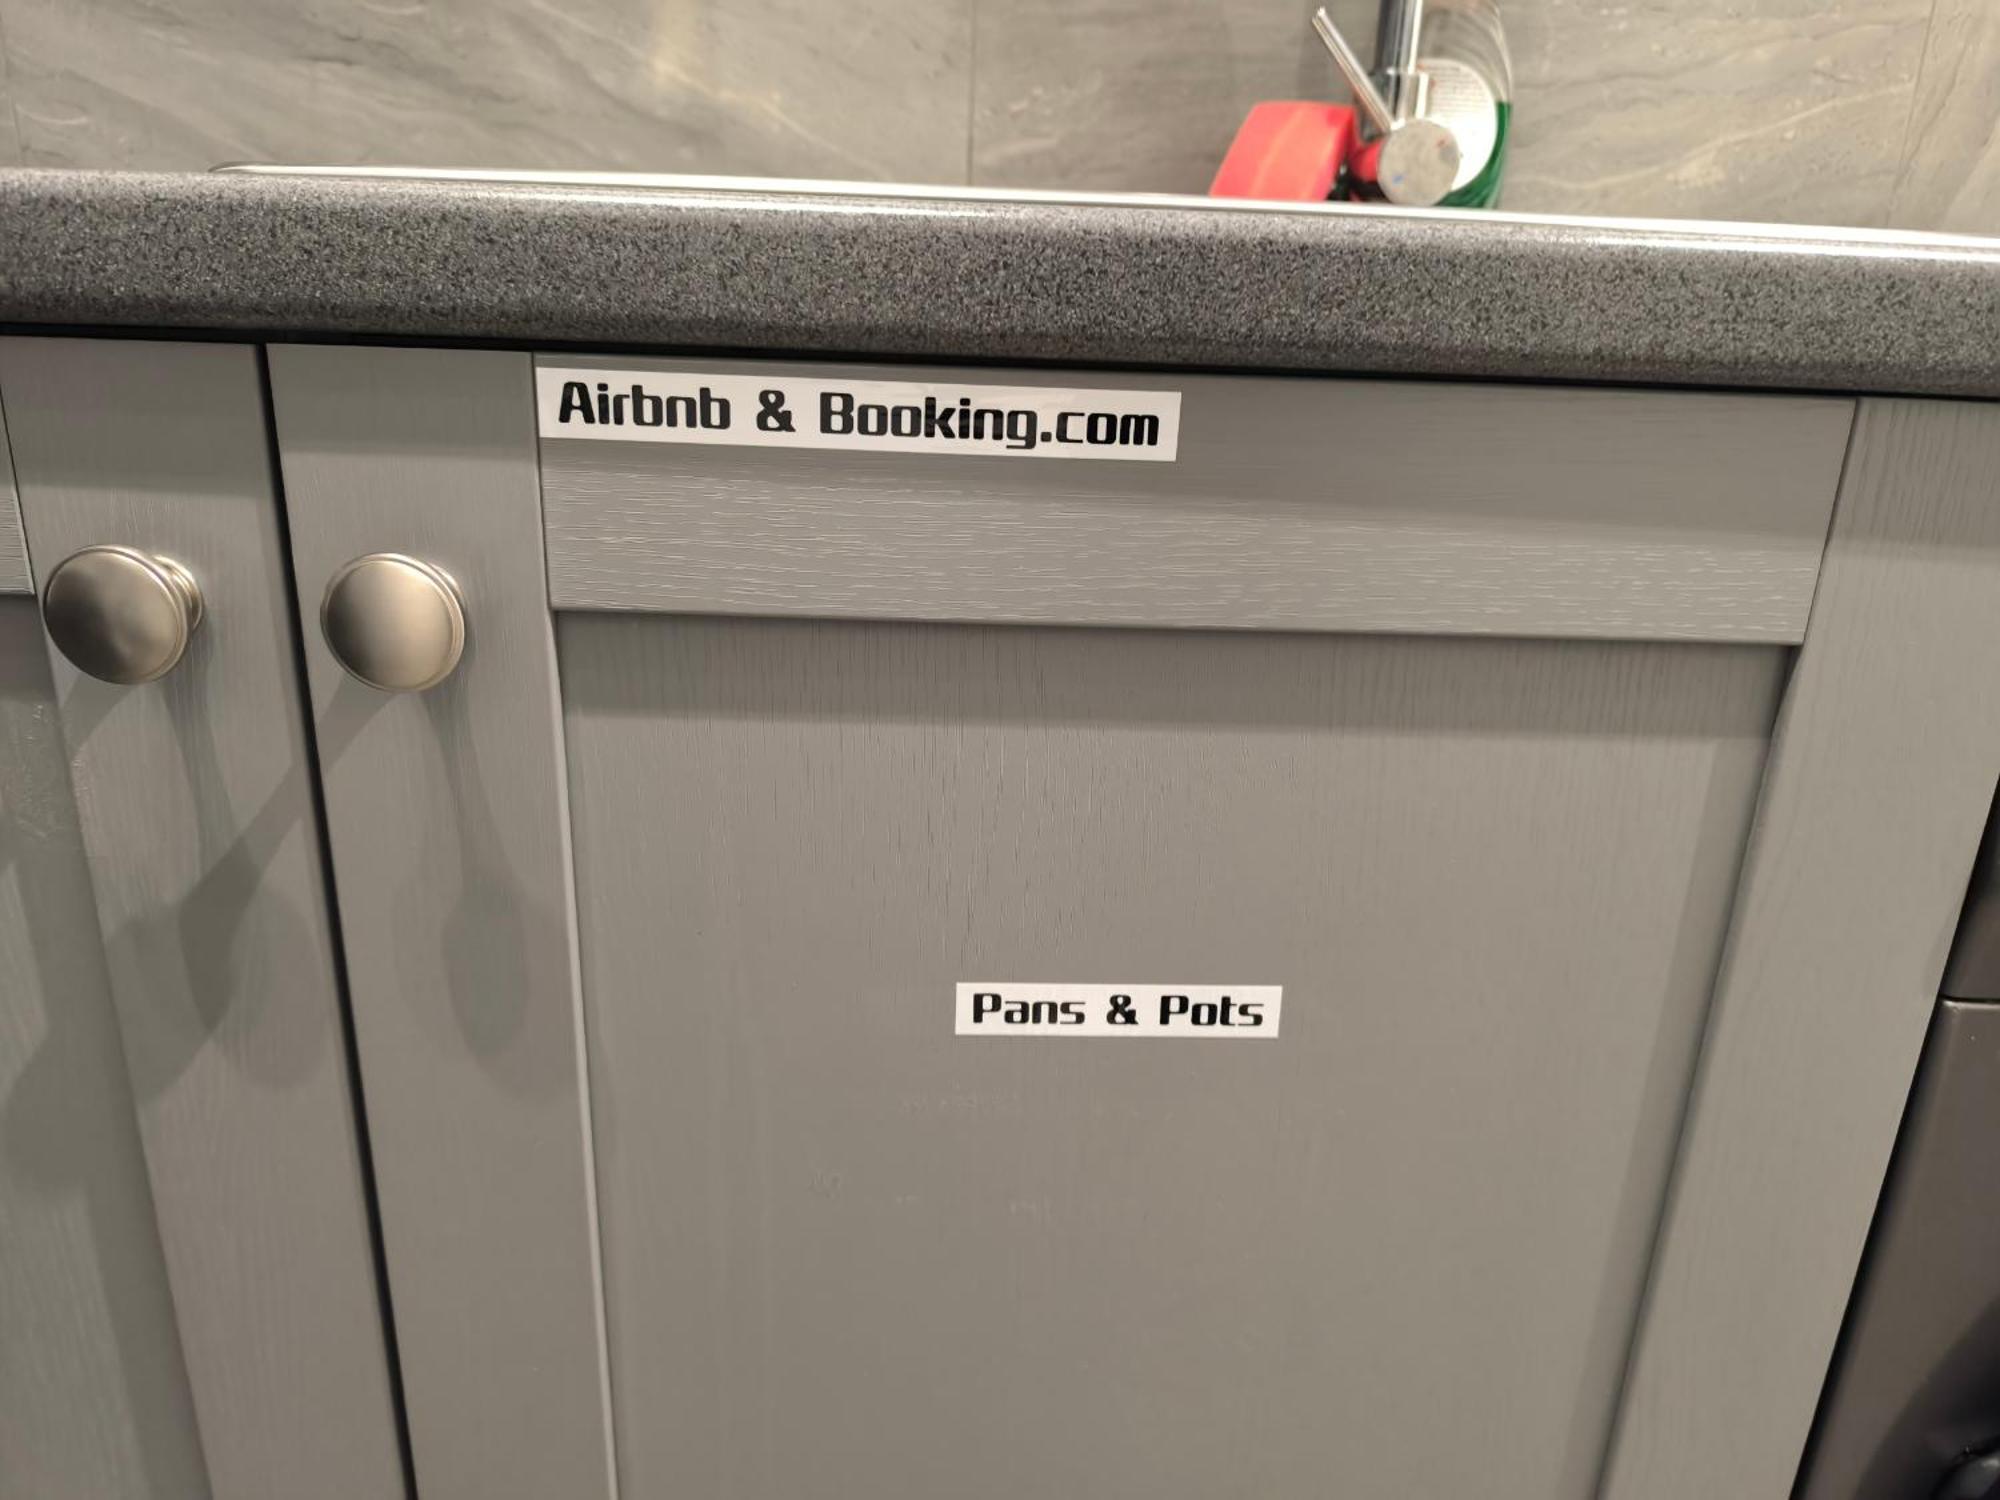 Airbnb & Booking.com
Pans & Pots